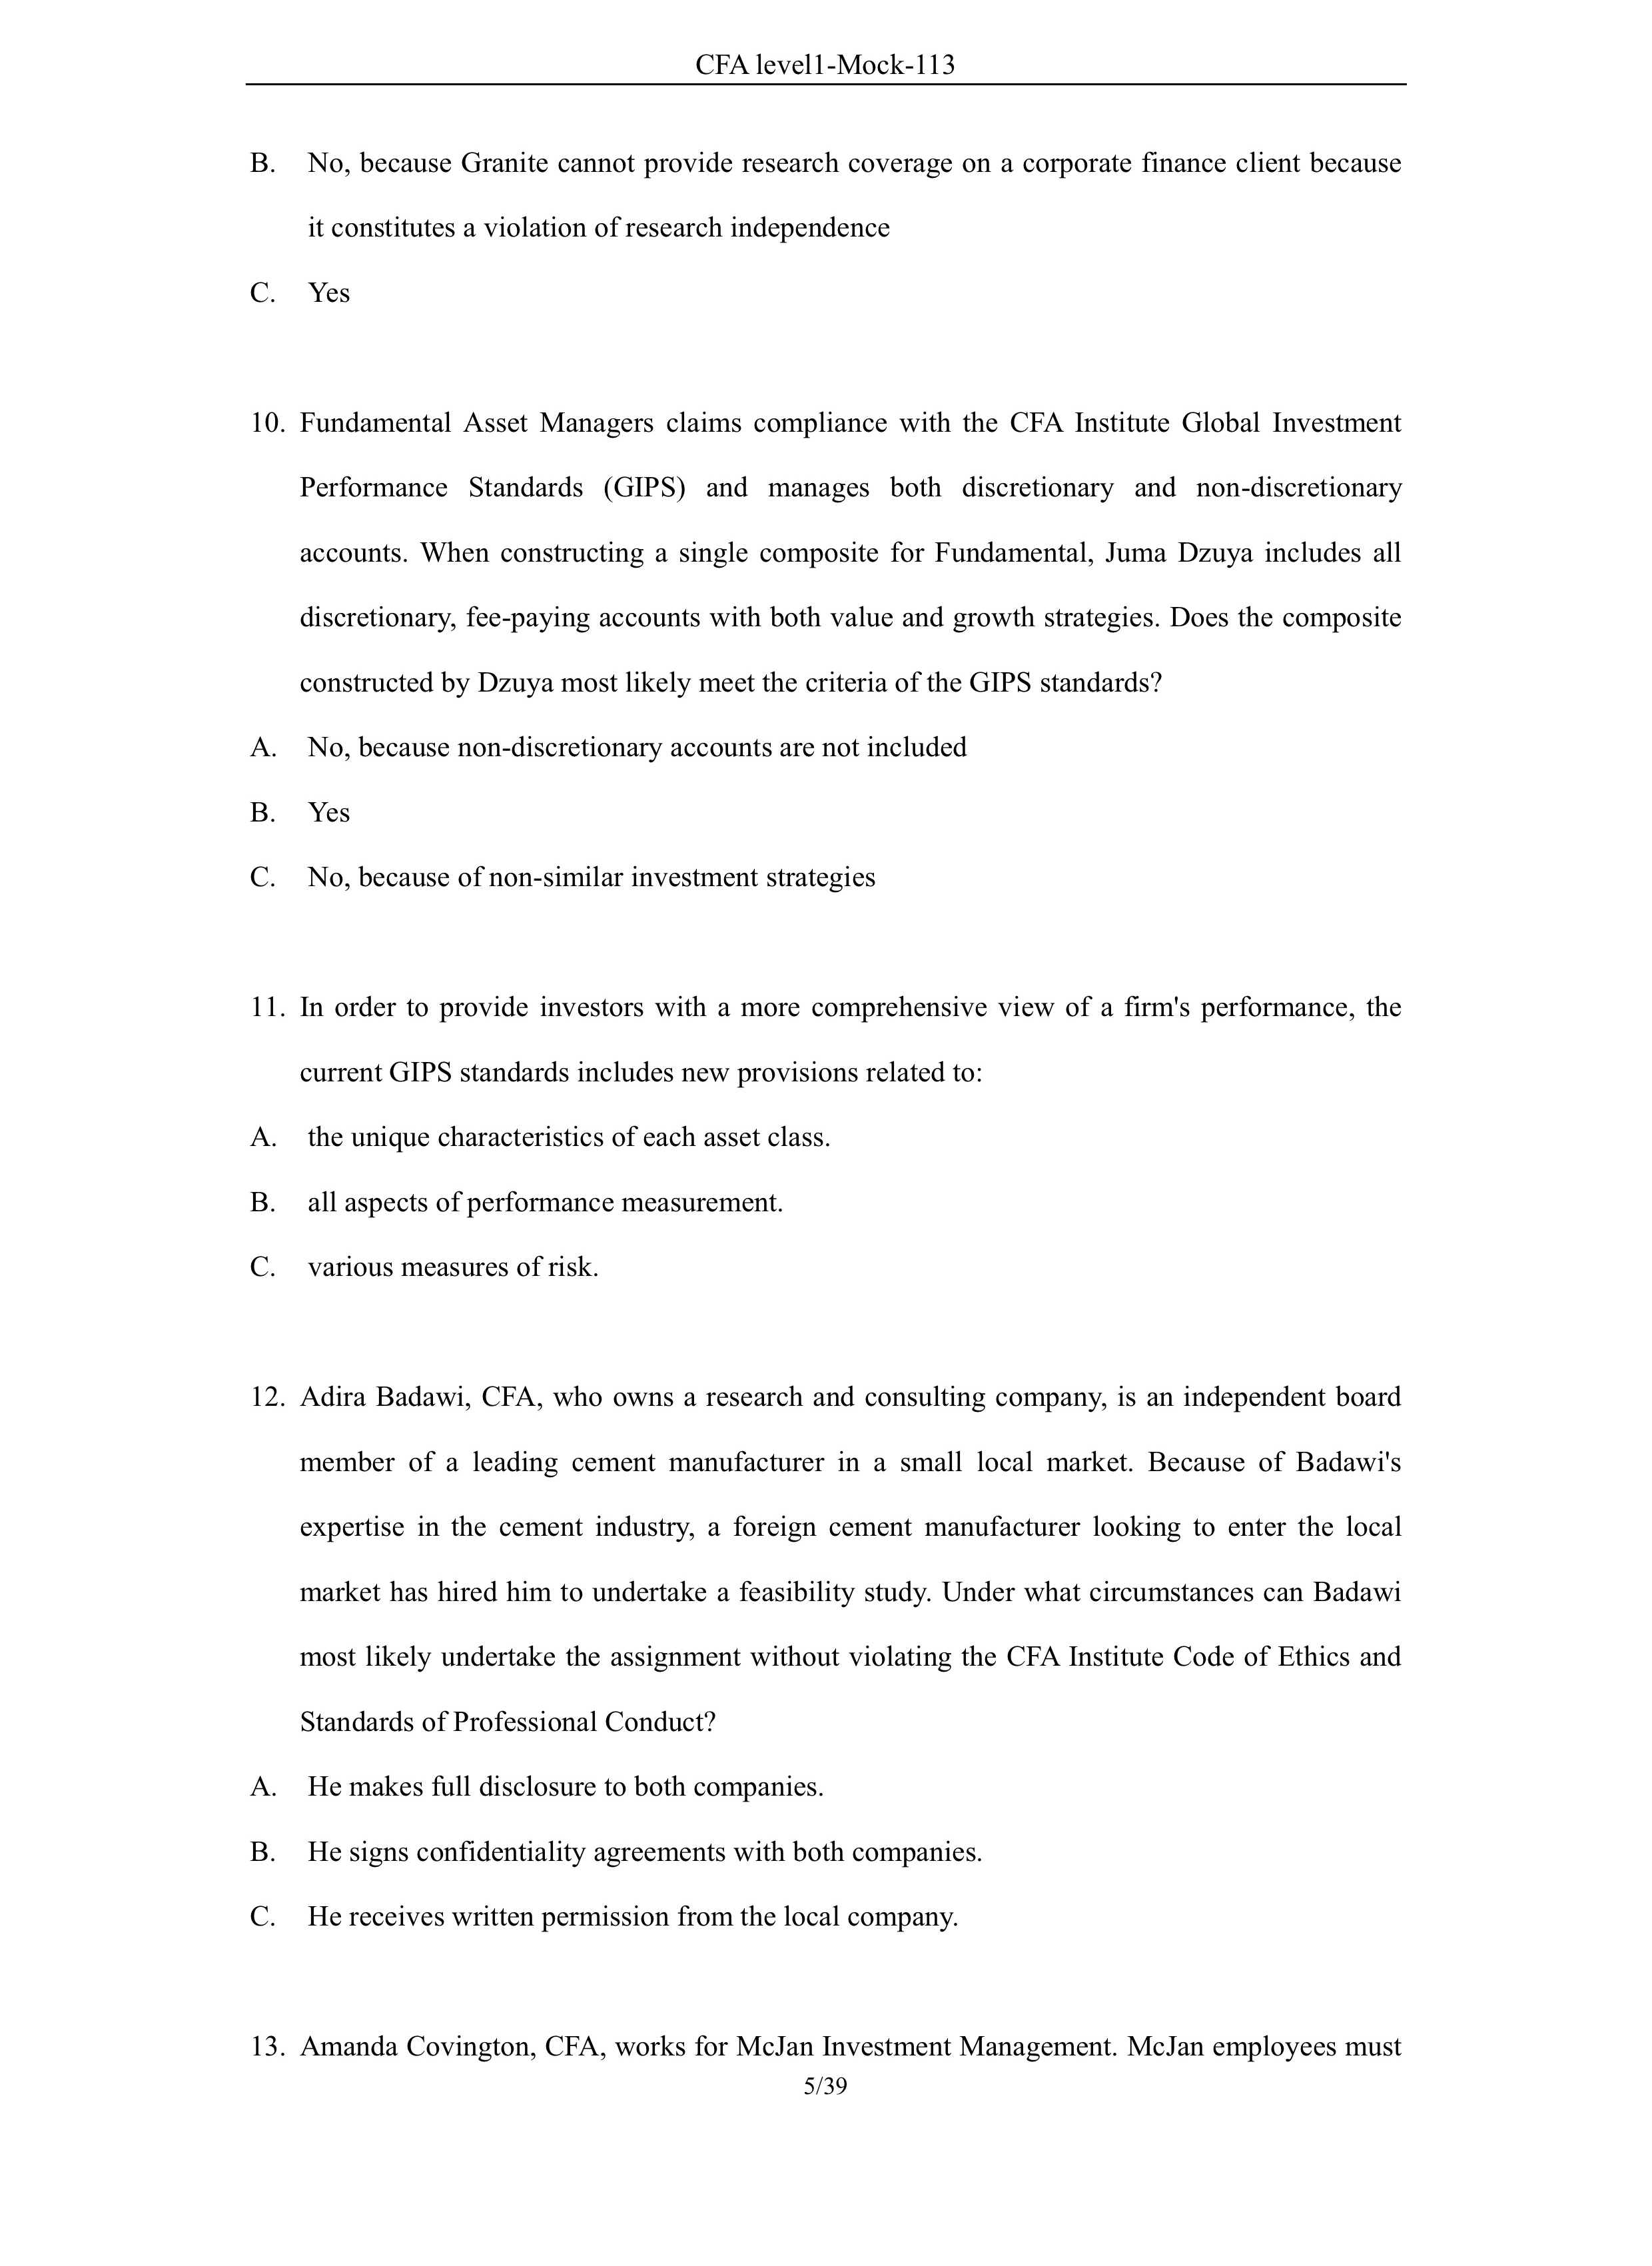 CFA level1-Mock-113
B. No, because Granite cannot provide research coverage on a corporate finance client because
it constitutes a violation of research independence
C. Yes
10. Fundamental Asset Managers claims compliance with the CFA Institute Global Investment
Performance Standards (GIPS) and manages both discretionary and non-discretionary
accounts. When constructing a single composite for Fundamental, Juma Dzuya includes all
discretionary, fee-paying accounts with both value and growth strategies. Does the composite
constructed by Dzuya most likely meet the criteria of the GIPS standards?
A. No, because non-discretionary accounts are not included
B. Yes
C. No, because of non-similar investment strategies
11. In order to provide investors with a more comprehensive view of a firm's performance, the
current GIPS standards includes new provisions related to:
A. the unique characteristics of each asset class.
B. all aspects of performance measurement.
C. various measures of risk.
12. Adira Badawi, CFA, who owns a research and consulting company, is an independent board
member of a leading cement manufacturer in a small local market. Because of Badawi's
expertise in the cement industry, a foreign cement manufacturer looking to enter the local
market has hired him to undertake a feasibility study. Under what circumstances can Badawi
most likely undertake the assignment without violating the CFA Institute Code of Ethics and
Standards of Professional Conduct?
A. He makes full disclosure to both companies.
B. He signs confidentiality agreements with both companies.
C. He receives written permission from the local company.
13. Amanda Covington, CFA, works for McJan Investment Management. McJan employees must
5/39